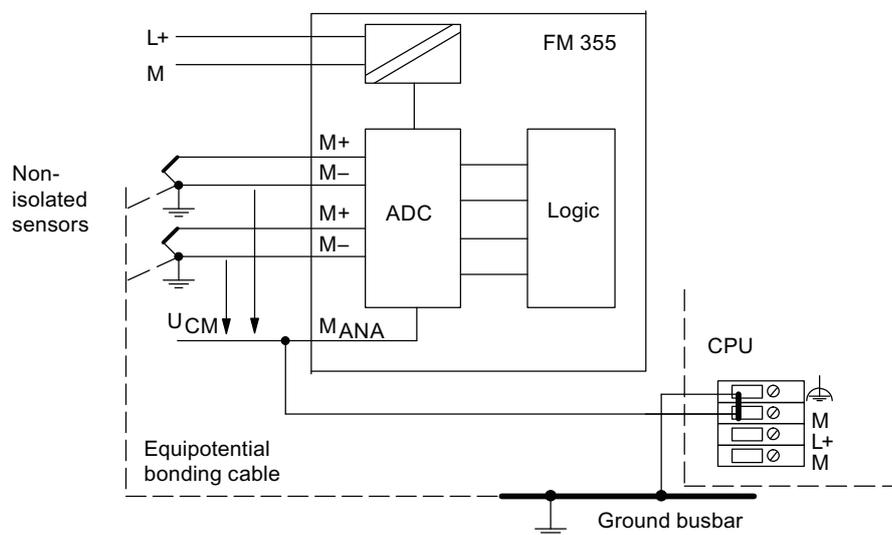 L+
M
FM 355
Non-
isolated
sensors
M+
M–
M+
M–
ADC
Logic
UCM
MANA
CPU
M
L+
M
Equipotential
bonding cable
Ground busbar